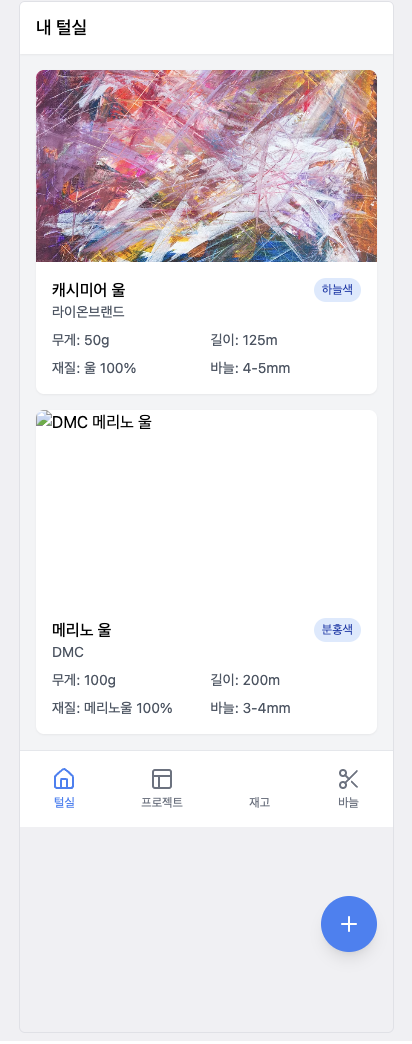 내 털실
캐시미어 울
하늘색
라이온브랜드
무게: 50g
길이: 125m
재질: 울 100%
바늘: 4-5mm
DMC 메리노 울
메리노 울
분홍색
DMC
무게: 100g
길이: 200m
재질: 메리노울 100%
바늘: 3-4mm
털실
프로젝트
재고
바늘